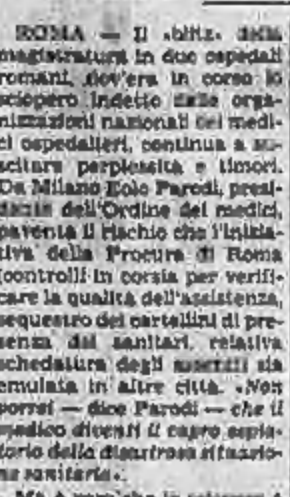 ROMA — Il «blitz» della
magistratura in due ospedali
romani, dov'era in corso lo
sciopero indetto dalle orga-
nizzazioni nazionali dei medi-
ci ospedalieri, continua a su-
scitare perplessità e timori.
Da Milano Eolo Parodi, presi-
dente dell'Ordine dei medici,
paventa il rischio che l'inizia-
tiva della Procura di Roma
(controlli in corsia per verifi-
care la qualità dell'assistenza,
sequestro dei cartellini di pre-
senza dei sanitari, relativa
schedatura degli assenti) sia
emulata in altre città. «Non
vorrei — dice Parodi — che il
medico diventi il capro espia-
torio della disastrosa situazio-
ne sanitaria».